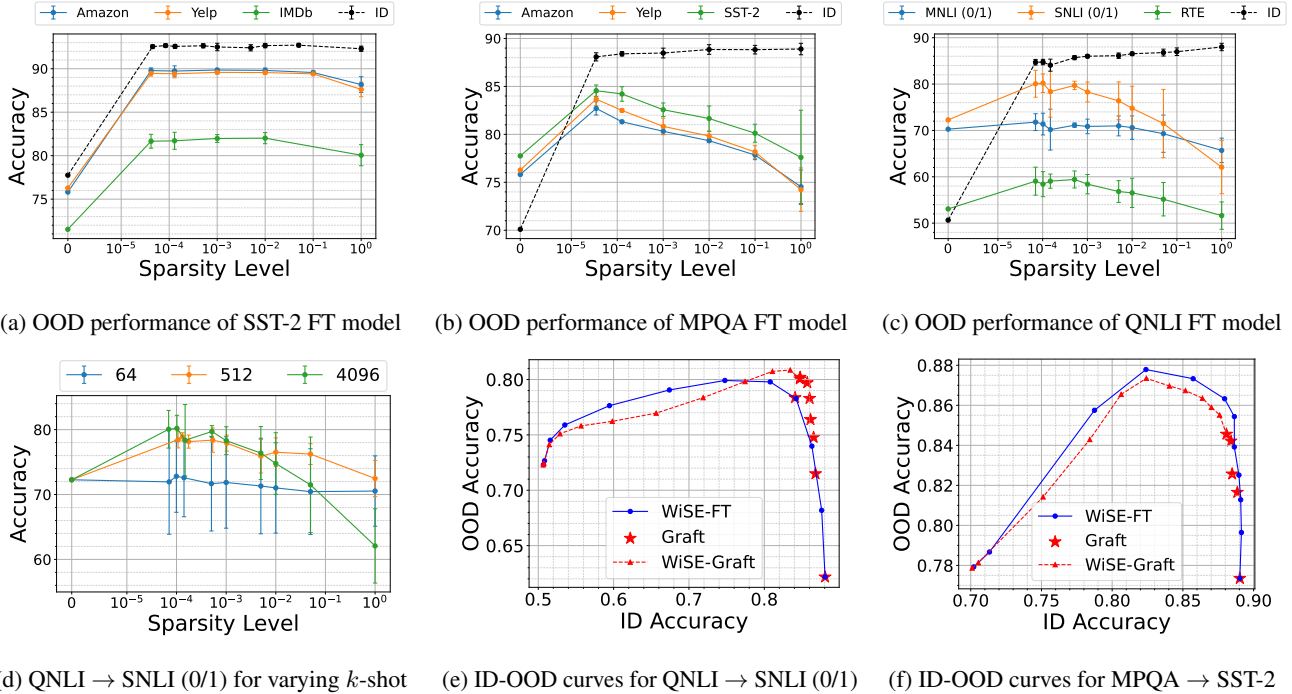 Amazon Yelp IMDb ID
Accuracy
90
85
80
75
0 10⁻⁵ 10⁻⁴ 10⁻³ 10⁻² 10⁻¹ 10⁰
Sparsity Level
(a) OOD performance of SST-2 FT model
Amazon Yelp SST-2 ID
Accuracy
90
85
80
75
70
0 10⁻⁵ 10⁻⁴ 10⁻³ 10⁻² 10⁻¹ 10⁰
Sparsity Level
(b) OOD performance of MPQA FT model
MNLI (0/1) SNLI (0/1) RTE ID
Accuracy
90
80
70
60
50
0 10⁻⁵ 10⁻⁴ 10⁻³ 10⁻² 10⁻¹ 10⁰
Sparsity Level
(c) OOD performance of QNLI FT model
64 512 4096
Accuracy
80
70
60
0 10⁻⁵ 10⁻⁴ 10⁻³ 10⁻² 10⁻¹ 10⁰
Sparsity Level
d) QNLI → SNLI (0/1) for varying k-shot
OOD Accuracy
0.80
0.75
0.70
0.65
WiSE-FT
Graft
WiSE-Graft
0.5 0.6 0.7 0.8
ID Accuracy
(e) ID-OOD curves for QNLI → SNLI (0/1)
OOD Accuracy
0.88
0.86
0.84
0.82
0.80
0.78
WiSE-FT
Graft
WiSE-Graft
0.70 0.75 0.80 0.85 0.90
ID Accuracy
(f) ID-OOD curves for MPQA → SST-2